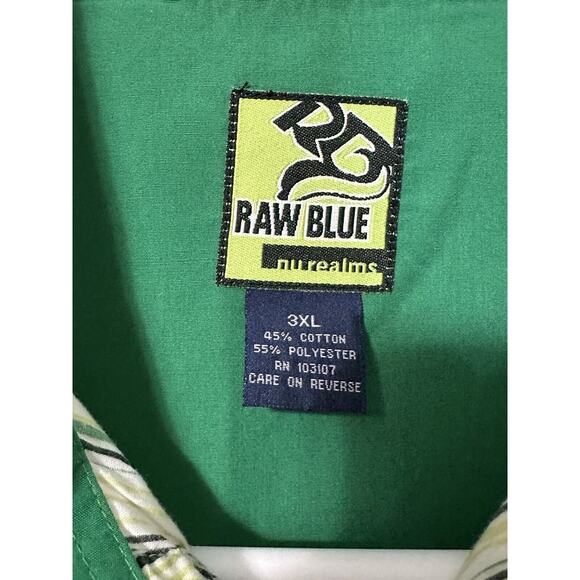 RAW BLUE
nu.realms
3XL
45% COTTON
55% POLYESTER
RN 103107
CARE ON REVERSE